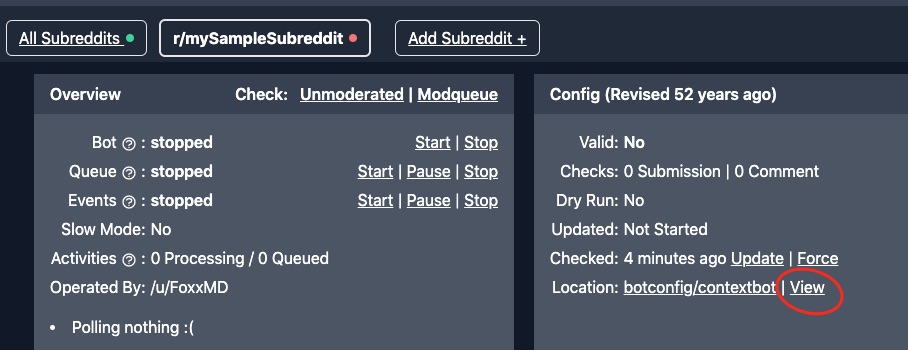 All Subreddits
r/mySampleSubreddit
Add Subreddit +
Overview
Check: Unmoderated | Modqueue
Bot ? : stopped
Start | Stop
Queue ? : stopped
Start | Pause | Stop
Events ? : stopped
Start | Pause | Stop
Slow Mode: No
Activities ? : 0 Processing / 0 Queued
Operated By: /u/FoxxMD
• Polling nothing :(
Config (Revised 52 years ago)
Valid: No
Checks: 0 Submission | 0 Comment
Dry Run: No
Updated: Not Started
Checked: 4 minutes ago Update | Force
Location: botconfig/contextbot | View